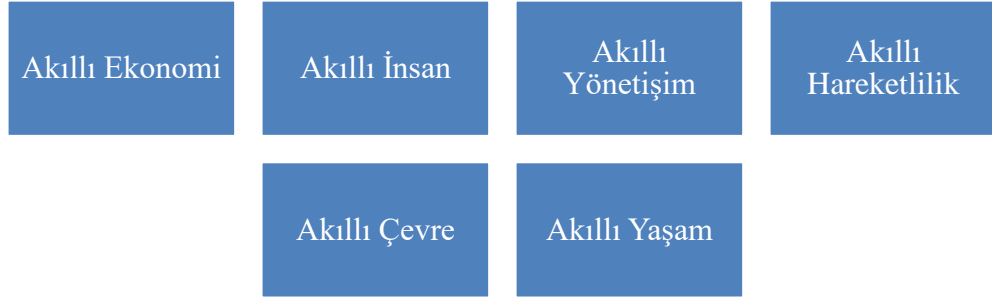 Akıllı Ekonomi
Akıllı İnsan
Akıllı
Yönetişim
Akıllı
Hareketlilik
Akıllı Çevre
Akıllı Yaşam